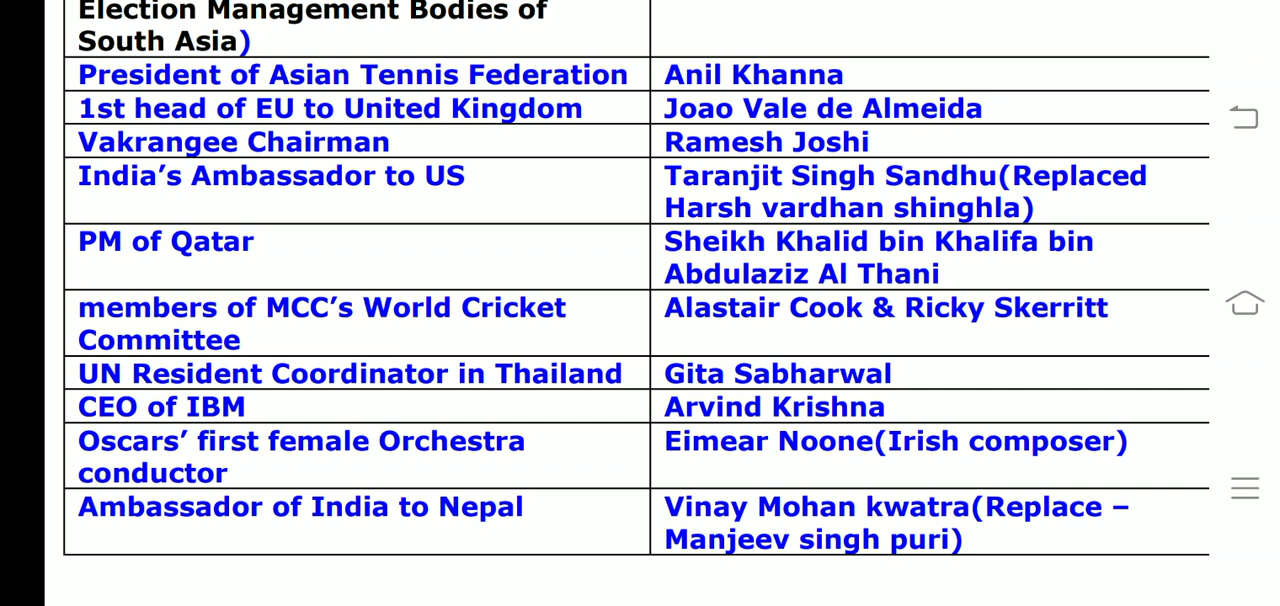 Election Management Bodies of
South Asia)
President of Asian Tennis Federation
Anil Khanna
1st head of EU to United Kingdom
Joao Vale de Almeida
Vakrangee Chairman
Ramesh Joshi
India’s Ambassador to US
Taranjit Singh Sandhu(Replaced
Harsh vardhan shinghla)
PM of Qatar
Sheikh Khalid bin Khalifa bin
Abdulaziz Al Thani
members of MCC’s World Cricket
Committee
Alastair Cook & Ricky Skerritt
UN Resident Coordinator in Thailand
Gita Sabharwal
CEO of IBM
Arvind Krishna
Oscars’ first female Orchestra
conductor
Eimear Noone(Irish composer)
Ambassador of India to Nepal
Vinay Mohan kwatra(Replace –
Manjeev singh puri)